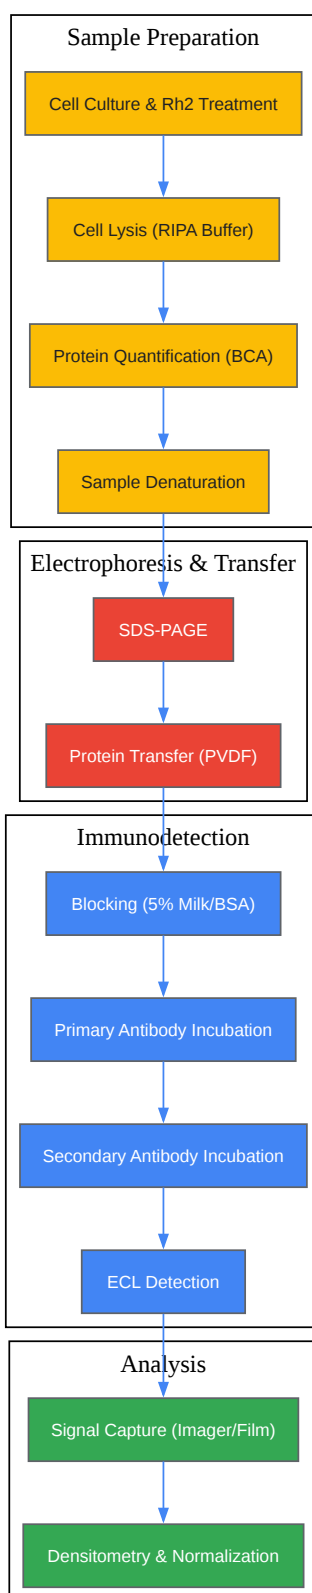 Sample Preparation
Cell Culture & Rh2 Treatment
Cell Lysis (RIPA Buffer)
Protein Quantification (BCA)
Sample Denaturation
Electrophoresis & Transfer
SDS-PAGE
Protein Transfer (PVDF)
Immunodetection
Blocking (5% Milk/BSA)
Primary Antibody Incubation
Secondary Antibody Incubation
ECL Detection
Analysis
Signal Capture (Imager/Film)
Densitometry & Normalization